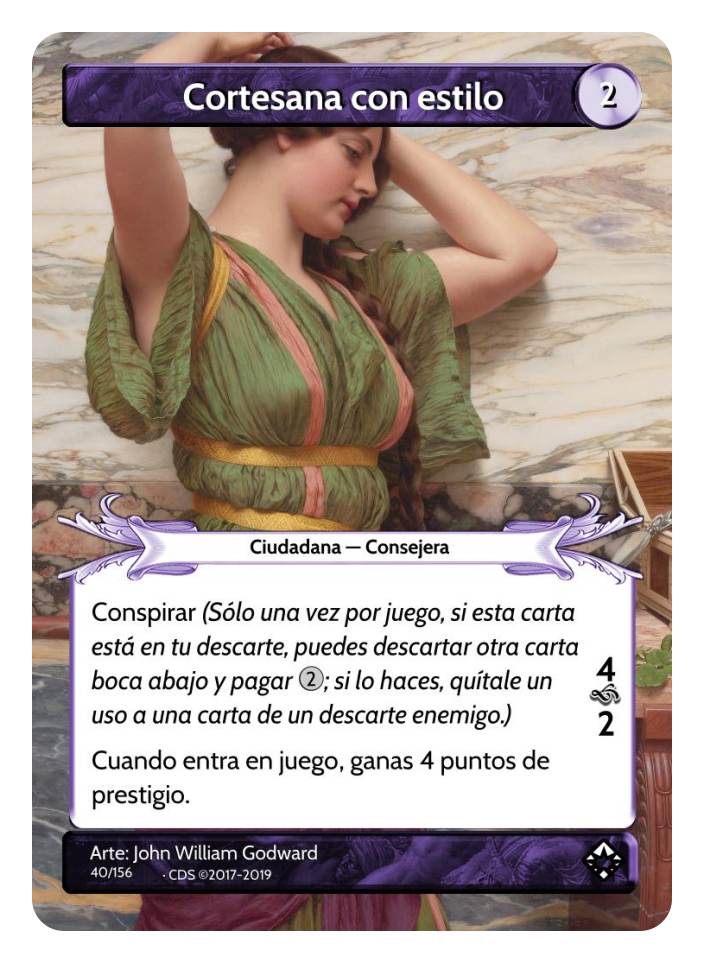 Cortesana con estilo
2
Ciudadana — Consejera
Conspirar (Sólo una vez por juego, si esta carta
está en tu descarte, puedes descartar otra carta
boca abajo y pagar 2; si lo haces, quítale un
uso a una carta de un descarte enemigo.)
Cuando entra en juego, ganas 4 puntos de
prestigio.
4
2
Arte: John William Godward
40/156 · CDS ©2017-2019